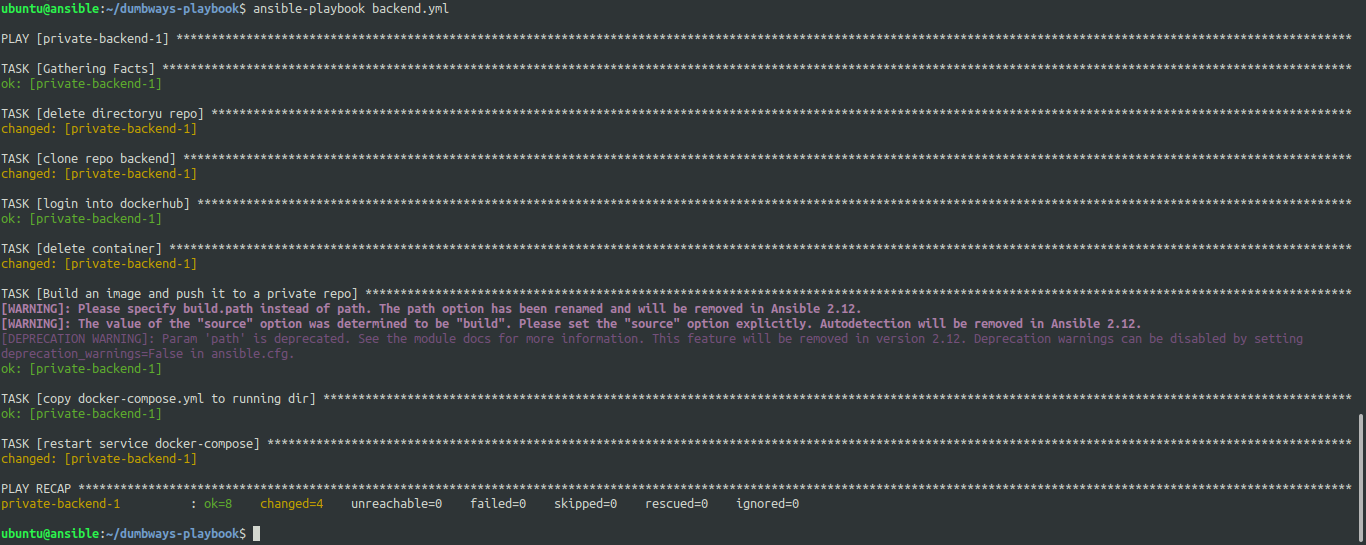 ubuntu@ansible:~/dumbways-playbook$ ansible-playbook backend.yml
PLAY [private-backend-1] ****************************************************************************************************************************************************************
TASK [Gathering Facts] ******************************************************************************************************************************************************************
ok: [private-backend-1]
TASK [delete directoryu repo] ***********************************************************************************************************************************************************
changed: [private-backend-1]
TASK [clone repo backend] ***************************************************************************************************************************************************************
changed: [private-backend-1]
TASK [login into dockerhub] *************************************************************************************************************************************************************
ok: [private-backend-1]
TASK [delete container] *****************************************************************************************************************************************************************
changed: [private-backend-1]
TASK [Build an image and push it to a private repo] *************************************************************************************************************************************
[WARNING]: Please specify build.path instead of path. The path option has been renamed and will be removed in Ansible 2.12.
[WARNING]: The value of the "source" option was determined to be "build". Please set the "source" option explicitly. Autodetection will be removed in Ansible 2.12.
[DEPRECATION WARNING]: Param 'path' is deprecated. See the module docs for more information. This feature will be removed in version 2.12. Deprecation warnings can be disabled by setting
deprecation_warnings=False in ansible.cfg.
ok: [private-backend-1]
TASK [copy docker-compose.yml to running dir] *******************************************************************************************************************************************
ok: [private-backend-1]
TASK [restart service docker-compose] ***************************************************************************************************************************************************
changed: [private-backend-1]
PLAY RECAP ******************************************************************************************************************************************************************************
private-backend-1          : ok=8    changed=4    unreachable=0    failed=0    skipped=0    rescued=0    ignored=0
ubuntu@ansible:~/dumbways-playbook$